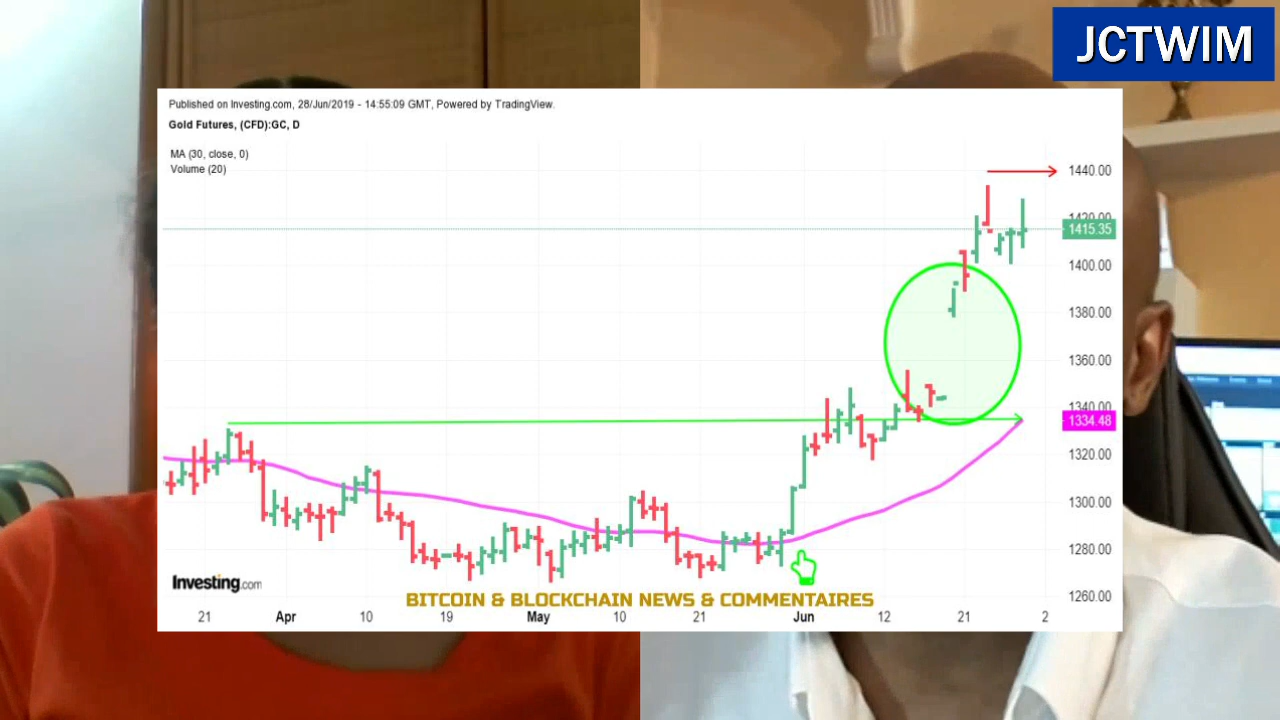 JCTWIM
Published on Investing.com, 28/Jun/2019 - 14:55:09 GMT, Powered by TradingView.
Gold Futures, (CFD):GC, D
MA (30, close, 0)
Volume (20)
1440.00
1420.00
1415.35
1400.00
1380.00
1360.00
1340.00
1334.48
1320.00
1300.00
1280.00
1260.00
Investing.com
BITCOIN & BLOCKCHAIN NEWS & COMMENTAIRES
21 Apr 10 19 May 10 21 Jun 12 21 2